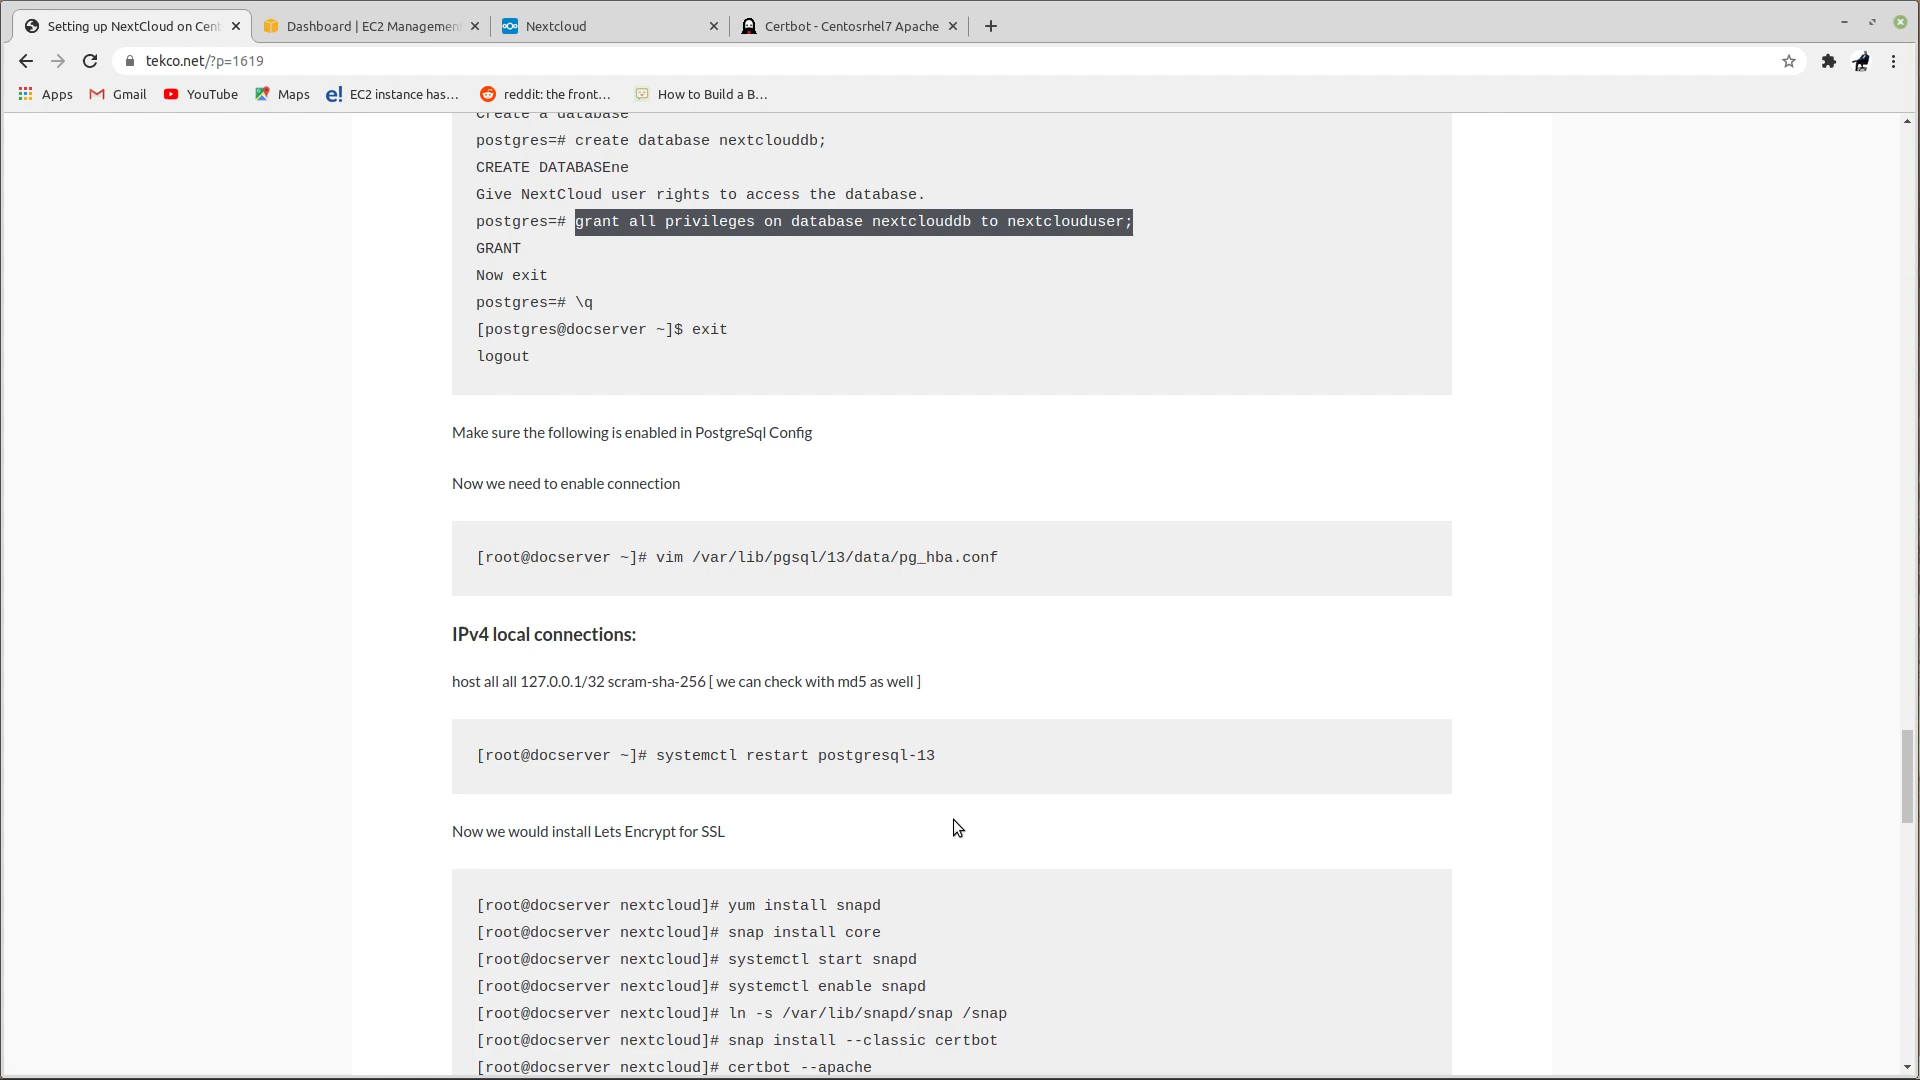 Setting up NextCloud on Cent
Dashboard | EC2 Management
Nextcloud
Certbot - Centosrhel7 Apache
tekco.net/?p=1619
Apps
Gmail
YouTube
Maps
EC2 instance has...
reddit: the front...
How to Build a B...
Create a database
postgres=# create database nextclouddb;
CREATE DATABASEne
Give NextCloud user rights to access the database.
postgres=# grant all privileges on database nextclouddb to nextclouduser;
GRANT
Now exit
postgres=# \q
[postgres@docserver ~]$ exit
logout
Make sure the following is enabled in PostgreSql Config
Now we need to enable connection
[root@docserver ~]# vim /var/lib/pgsql/13/data/pg_hba.conf
IPv4 local connections:
host all all 127.0.0.1/32 scram-sha-256 [ we can check with md5 as well ]
[root@docserver ~]# systemctl restart postgresql-13
Now we would install Lets Encrypt for SSL
[root@docserver nextcloud]# yum install snapd
[root@docserver nextcloud]# snap install core
[root@docserver nextcloud]# systemctl start snapd
[root@docserver nextcloud]# systemctl enable snapd
[root@docserver nextcloud]# ln -s /var/lib/snapd/snap /snap
[root@docserver nextcloud]# snap install --classic certbot
[root@docserver nextcloud]# certbot --apache